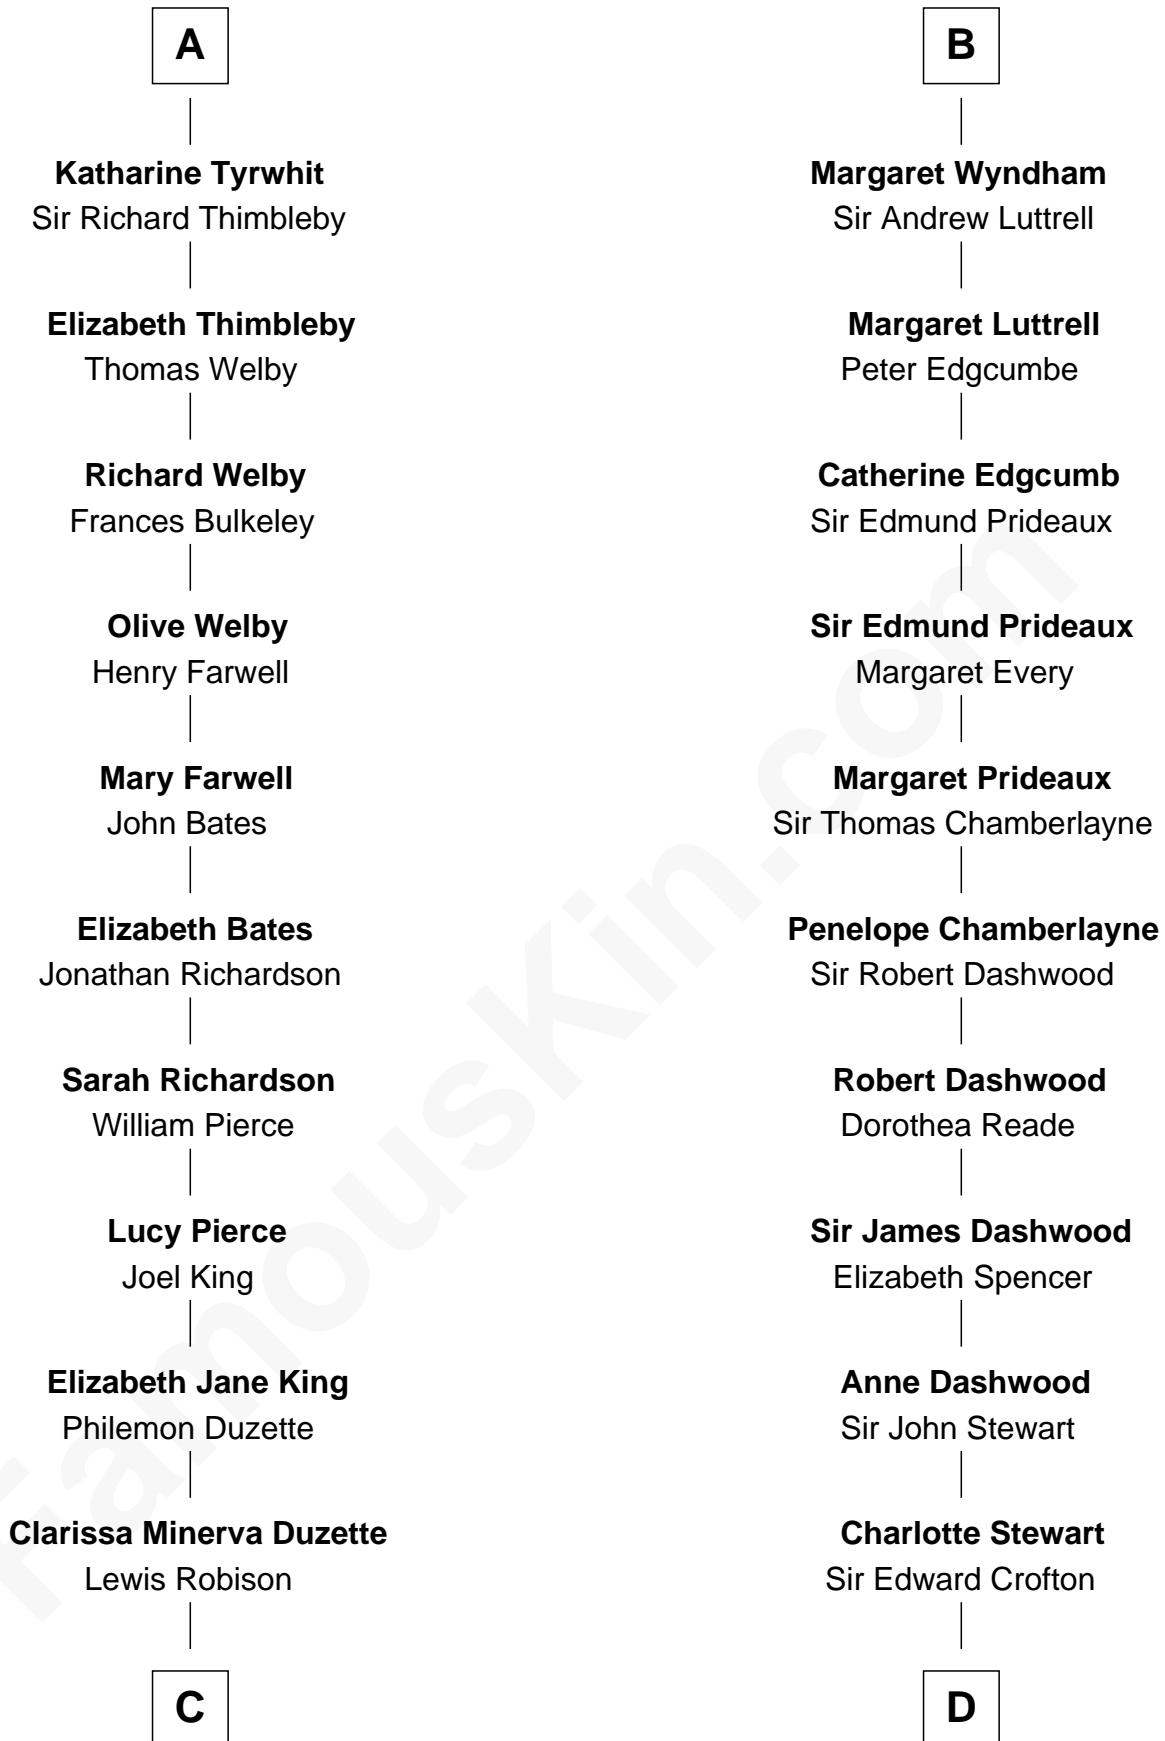 A
Katharine Tyrwhit
Sir Richard Thimbleby
Elizabeth Thimbleby
Thomas Welby
Richard Welby
Frances Bulkeley
Olive Welby
Henry Farwell
Mary Farwell
John Bates
Elizabeth Bates
Jonathan Richardson
Sarah Richardson
William Pierce
Lucy Pierce
Joel King
Elizabeth Jane King
Philemon Duzette
Clarissa Minerva Duzette
Lewis Robison
C
B
Margaret Wyndham
Sir Andrew Luttrell
Margaret Luttrell
Peter Edgcumbe
Catherine Edgcumb
Sir Edmund Prideaux
Sir Edmund Prideaux
Margaret Every
Margaret Prideaux
Sir Thomas Chamberlayne
Penelope Chamberlayne
Sir Robert Dashwood
Robert Dashwood
Dorothea Reade
Sir James Dashwood
Elizabeth Spencer
Anne Dashwood
Sir John Stewart
Charlotte Stewart
Sir Edward Crofton
D
FamousKin.com